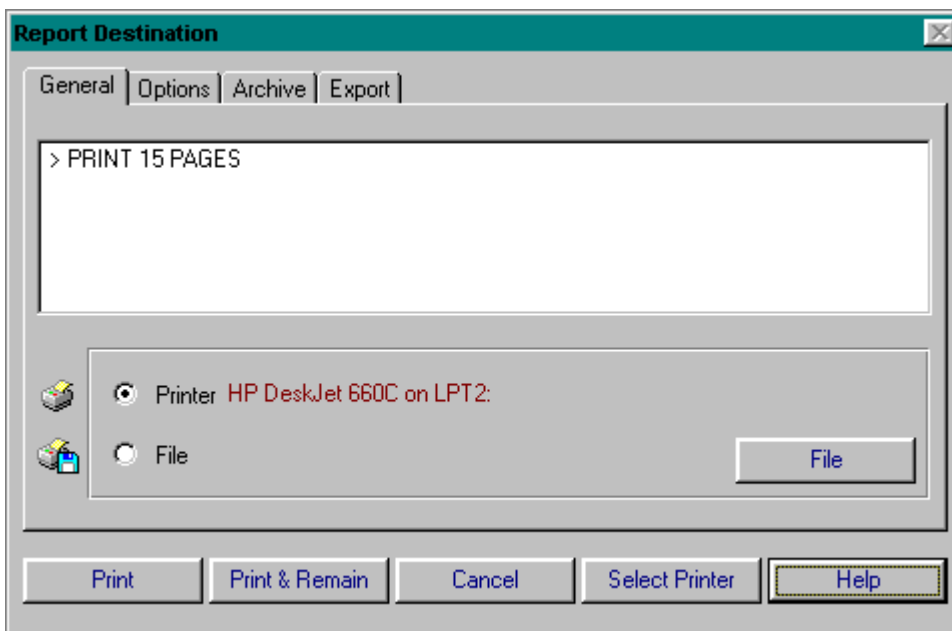 Report Destination
General Options Archive Export
> PRINT 15 PAGES
Printer HP DeskJet 660C on LPT2:
File File
Print Print & Remain Cancel Select Printer Help